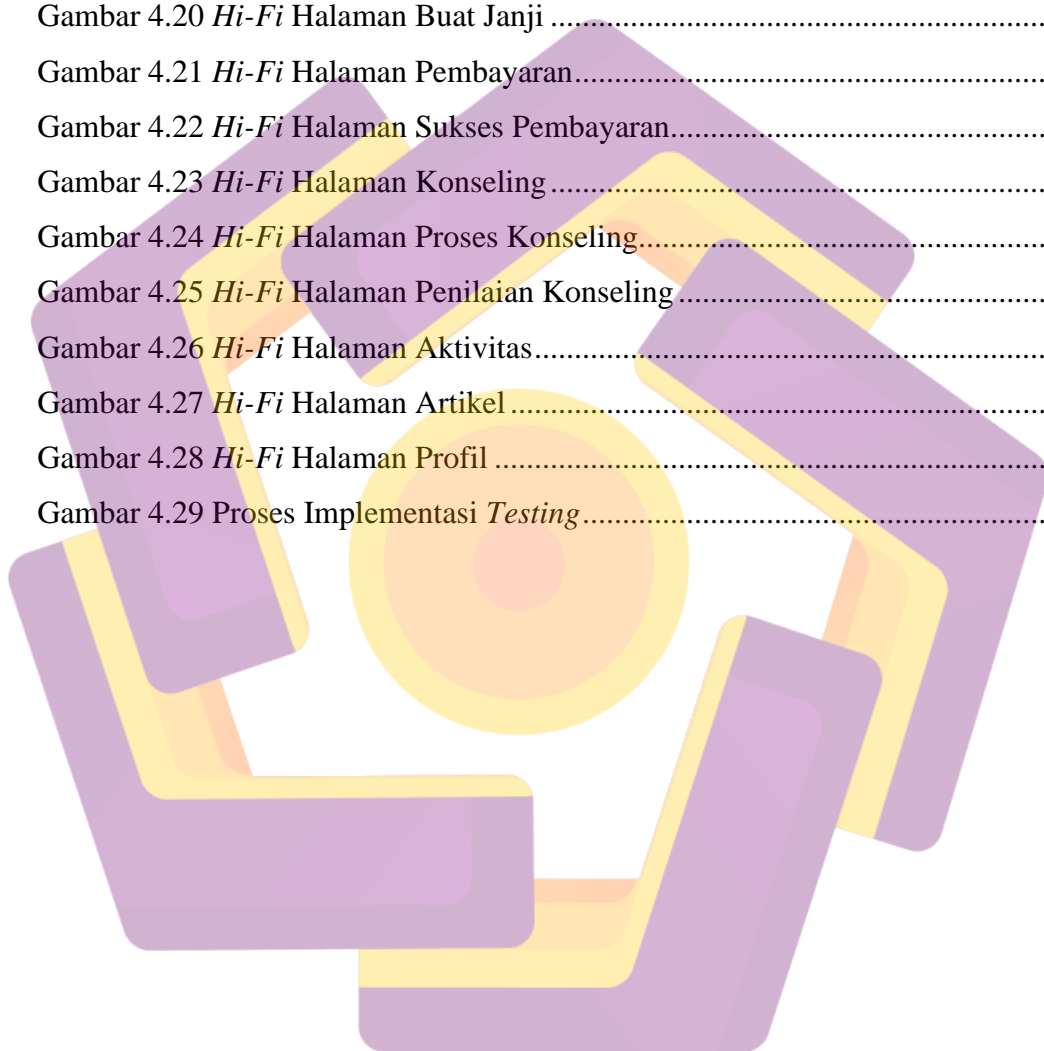 Gambar 4.20 Hi-Fi Halaman Buat Janji ............................................................
Gambar 4.21 Hi-Fi Halaman Pembayaran.........................................................
Gambar 4.22 Hi-Fi Halaman Sukses Pembayaran.............................................
Gambar 4.23 Hi-Fi Halaman Konseling ............................................................
Gambar 4.24 Hi-Fi Halaman Proses Konseling.................................................
Gambar 4.25 Hi-Fi Halaman Penilaian Konseling ............................................
Gambar 4.26 Hi-Fi Halaman Aktivitas..............................................................
Gambar 4.27 Hi-Fi Halaman Artikel .................................................................
Gambar 4.28 Hi-Fi Halaman Profil ...................................................................
Gambar 4.29 Proses Implementasi Testing........................................................